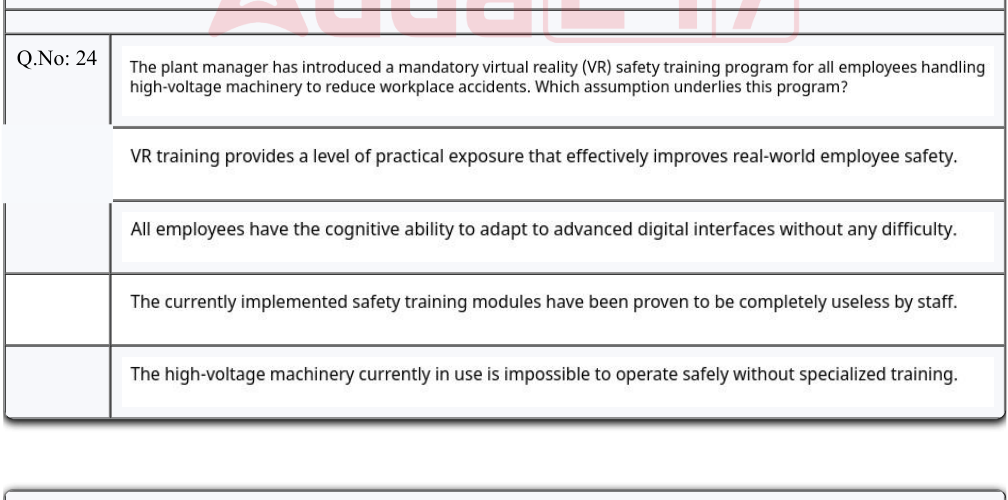 Q.No: 24
The plant manager has introduced a mandatory virtual reality (VR) safety training program for all employees handling
high-voltage machinery to reduce workplace accidents. Which assumption underlies this program?
VR training provides a level of practical exposure that effectively improves real-world employee safety.
All employees have the cognitive ability to adapt to advanced digital interfaces without any difficulty.
The currently implemented safety training modules have been proven to be completely useless by staff.
The high-voltage machinery currently in use is impossible to operate safely without specialized training.